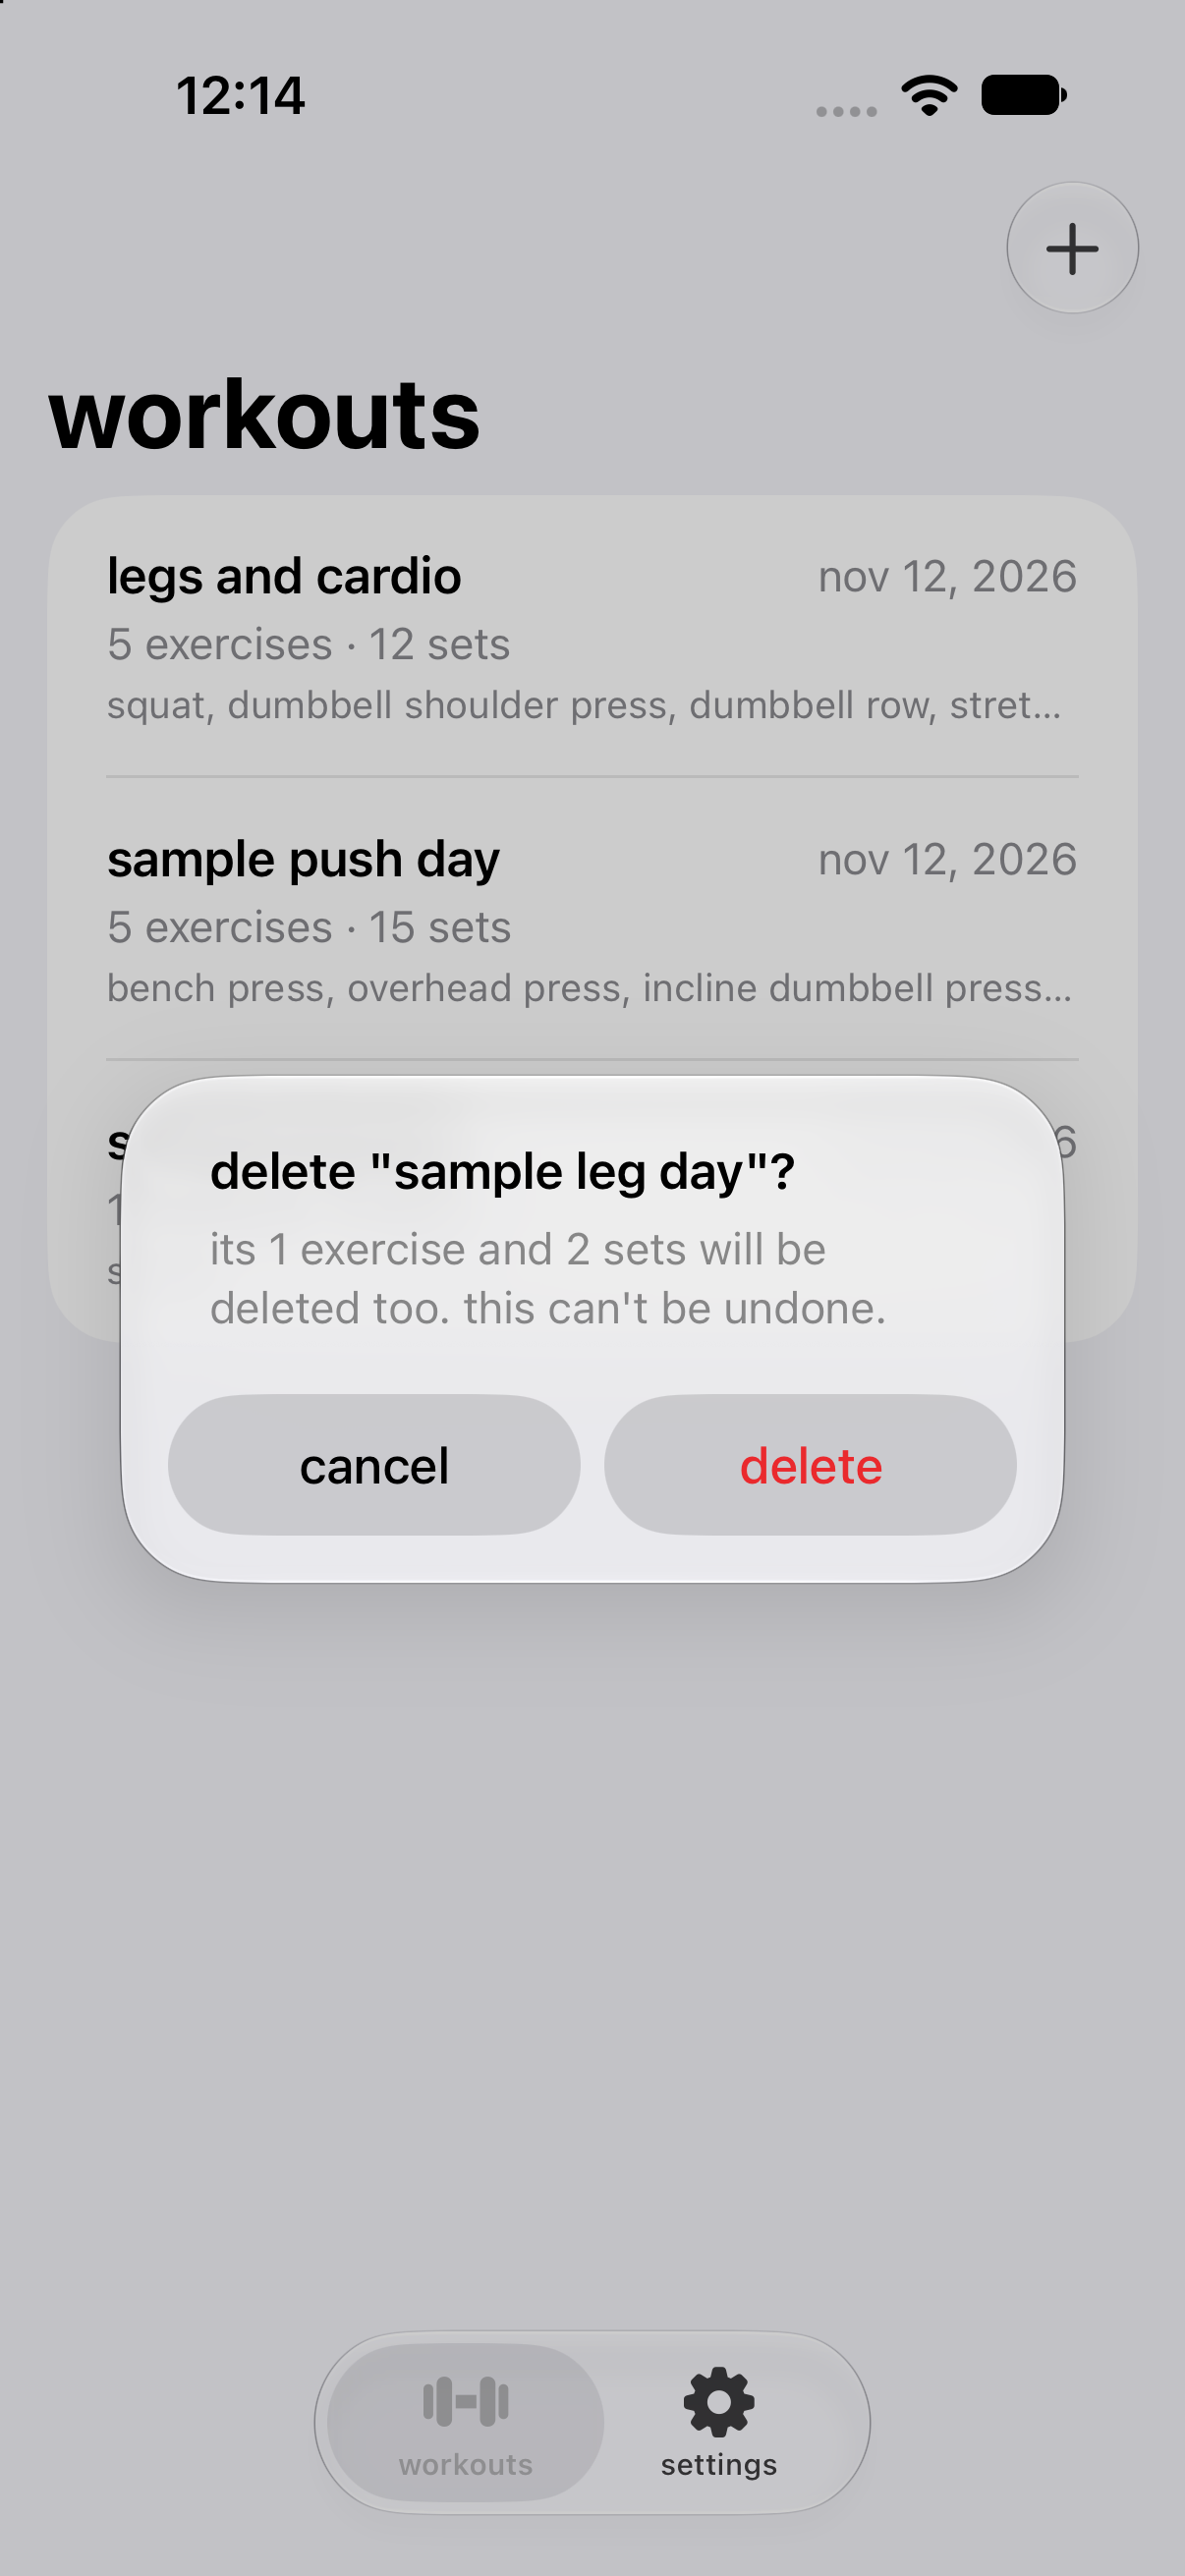 12:14
workouts
legs and cardio
nov 12, 2026
5 exercises · 12 sets
squat, dumbbell shoulder press, dumbbell row, stret...
sample push day
nov 12, 2026
5 exercises · 15 sets
bench press, overhead press, incline dumbbell press...
delete "sample leg day"?
its 1 exercise and 2 sets will be
deleted too. this can't be undone.
cancel
delete
workouts
settings